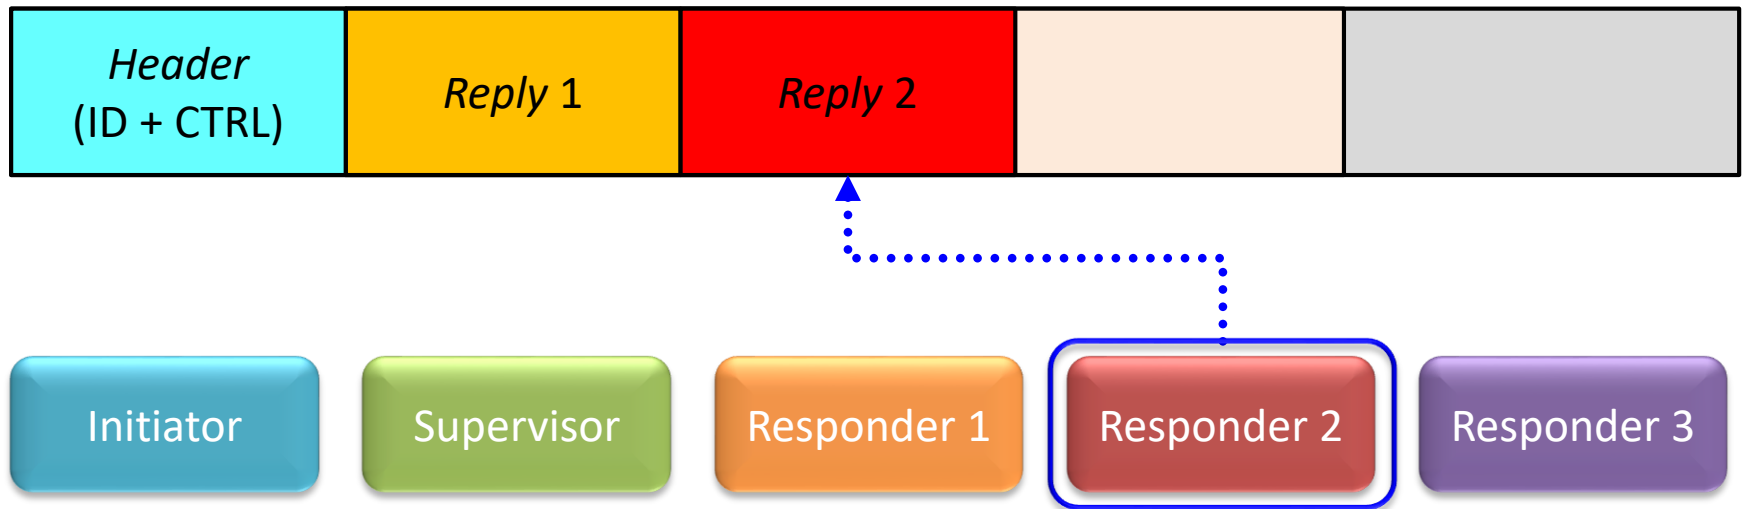 Header
(ID + CTRL)
Reply 1
Reply 2
Initiator
Supervisor
Responder 1
Responder 2
Responder 3